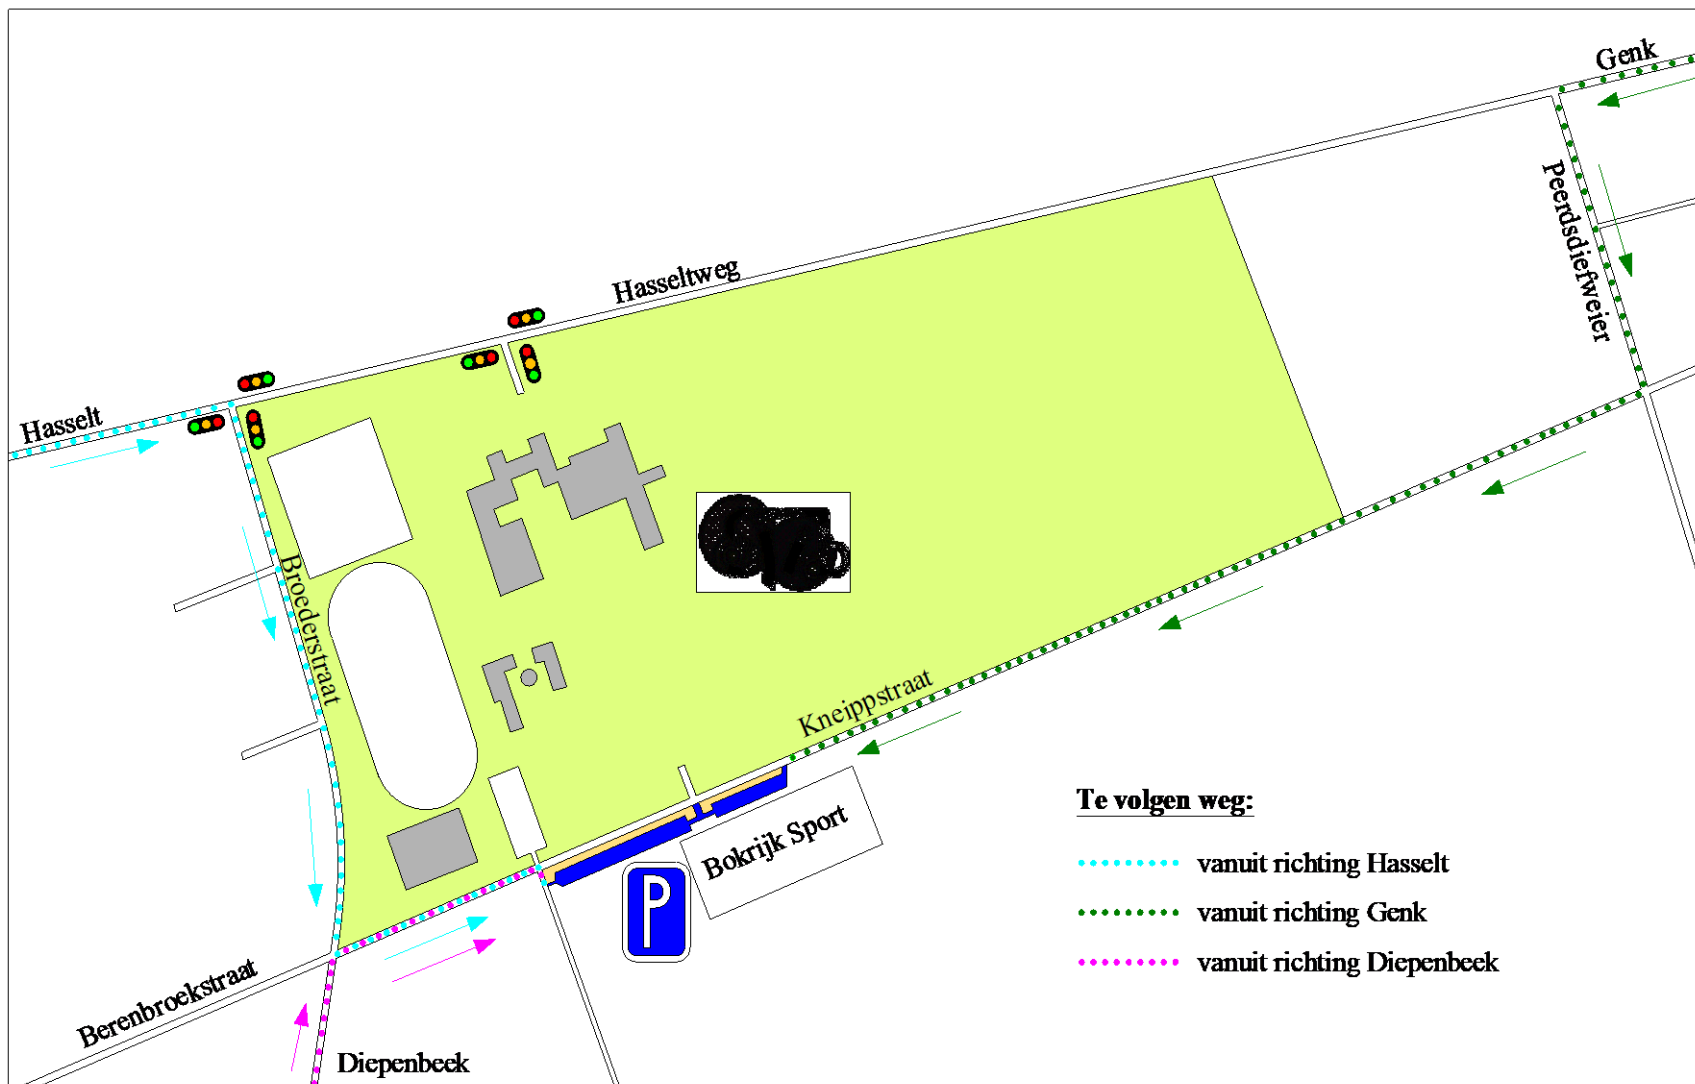 Genk
Peerdsdiefweier
Hasseltweg
Hasselt
Broederstraat
Kneippstraat
Bokrijk Sport
P
Berenbroekstraat
Diepenbeek
Te volgen weg:
vanuit richting Hasselt
vanuit richting Genk
vanuit richting Diepenbeek